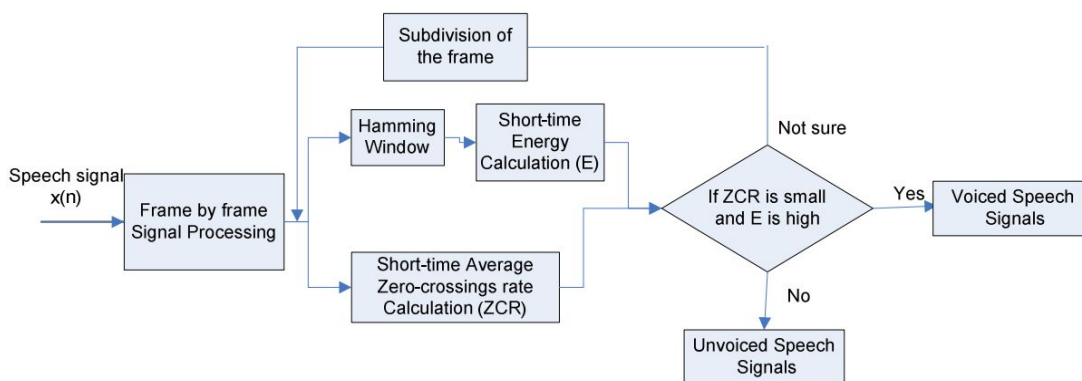 Subdivision of
the frame
Hamming
Window
Short-time
Energy
Calculation (E)
Not sure
Speech signal
x(n)
Frame by frame
Signal Processing
If ZCR is small
and E is high
Yes
Voiced Speech
Signals
Short-time Average
Zero-crossings rate
Calculation (ZCR)
No
Unvoiced Speech
Signals